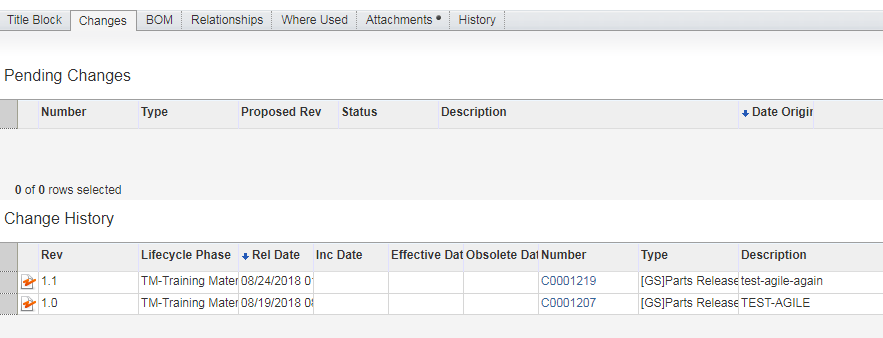 Title Block Changes BOM Relationships Where Used Attachments • History
Pending Changes
Number Type Proposed Rev Status Description Date Origin
0 of 0 rows selected
Change History
Rev Lifecycle Phase Rel Date Inc Date Effective Dat Obsolete Dat Number Type Description
1.1 TM-Training Mater 08/24/2018 01 C0001219 [GS]Parts Release test-agile-again
1.0 TM-Training Mater 08/19/2018 08 C0001207 [GS]Parts Release TEST-AGILE